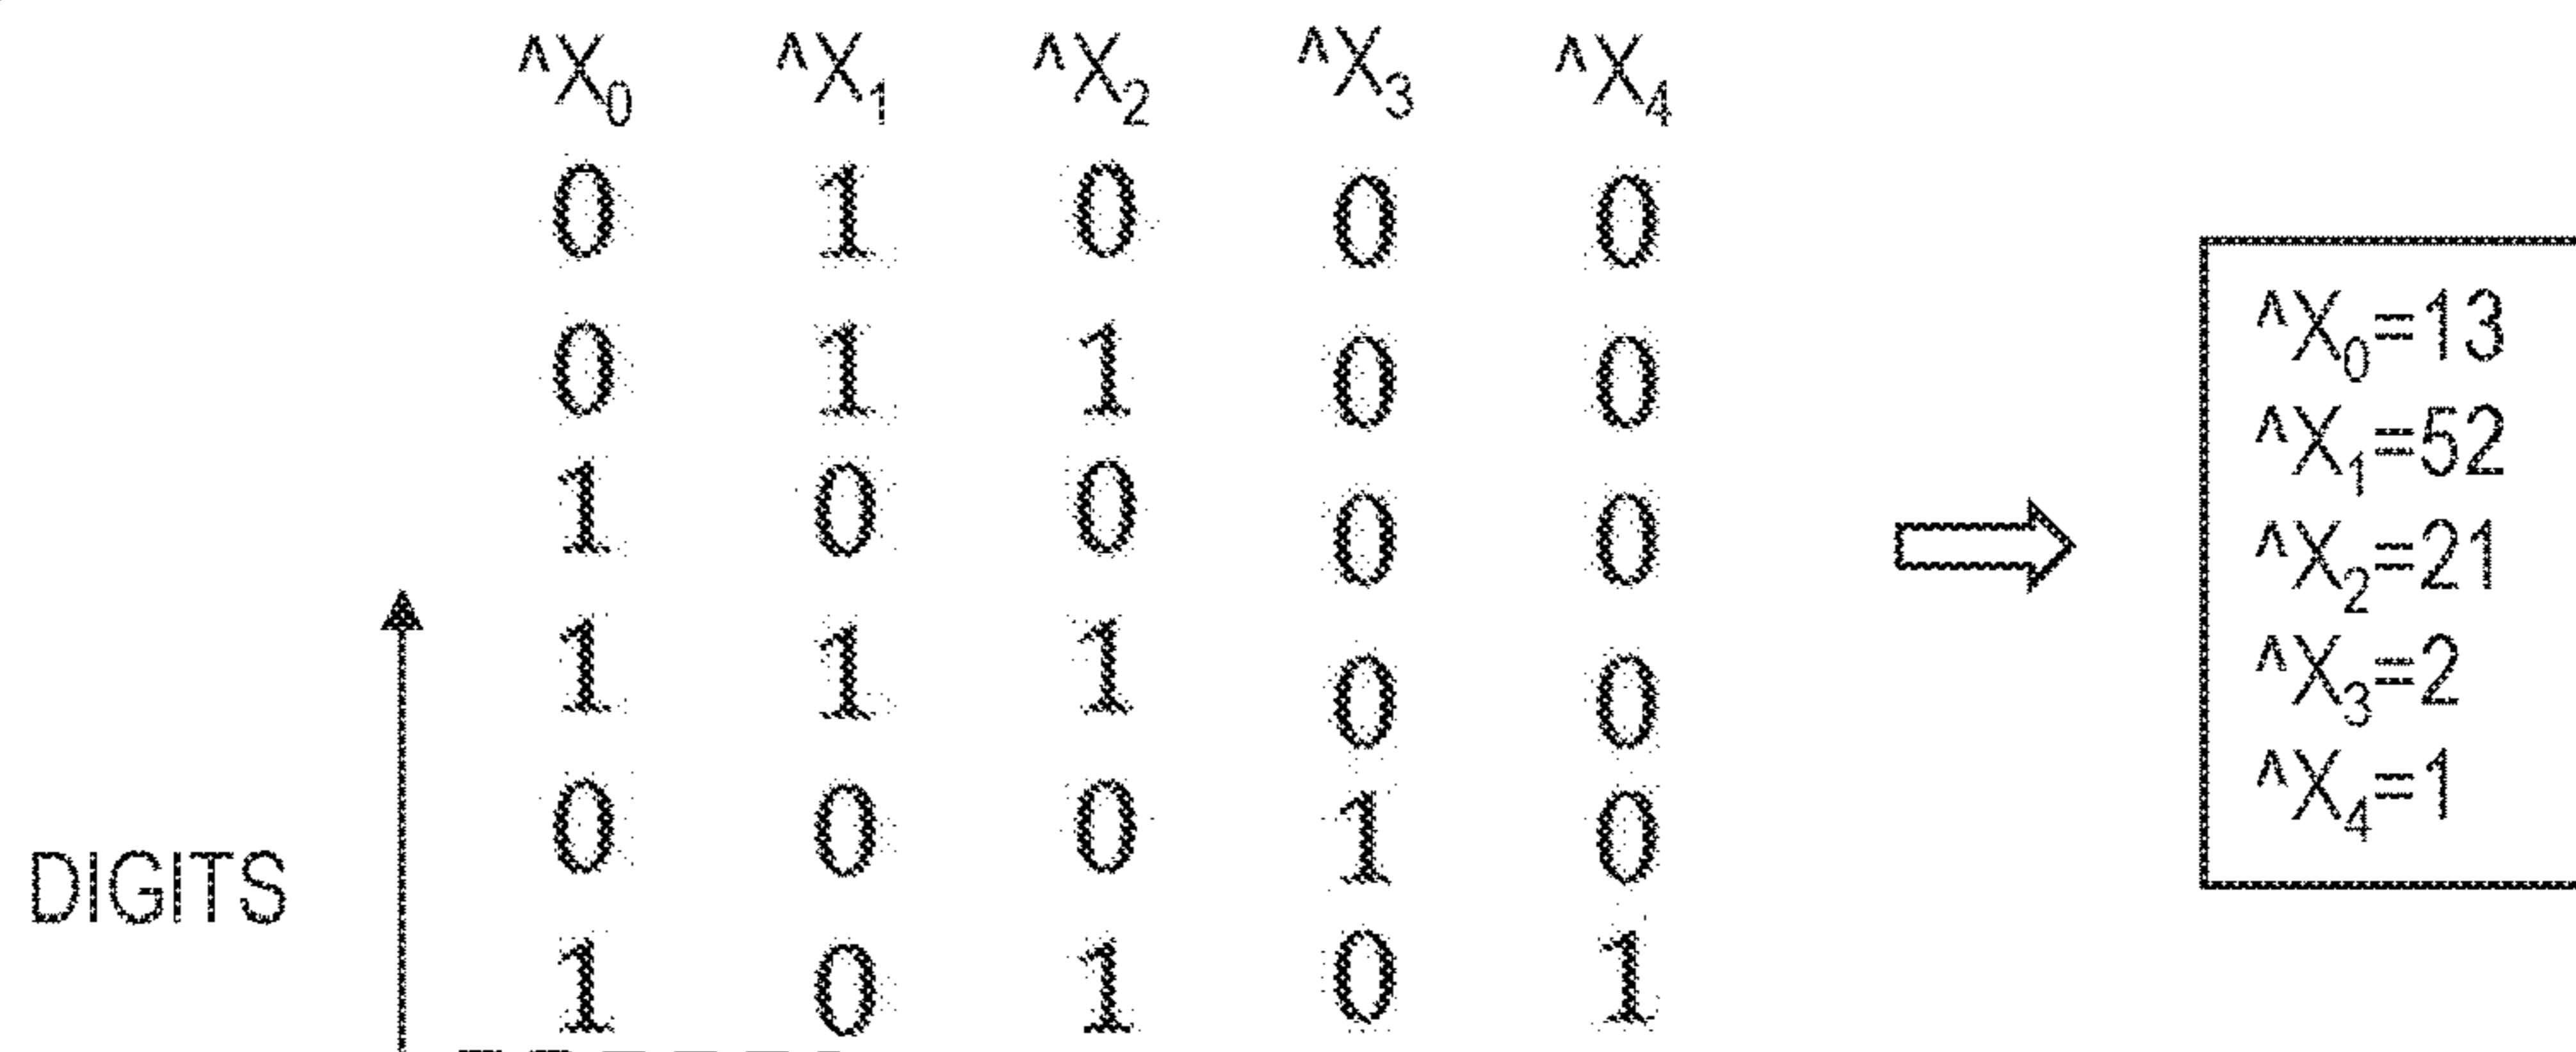 ^X0 ^X1 ^X2 ^X3 ^X4
0 1 0 0 0
0 1 1 0 0
1 0 0 0 0
1 1 1 0 0
0 0 0 1 0
1 0 1 0 1
DIGITS
^X0=13
^X1=52
^X2=21
^X3=2
^X4=1